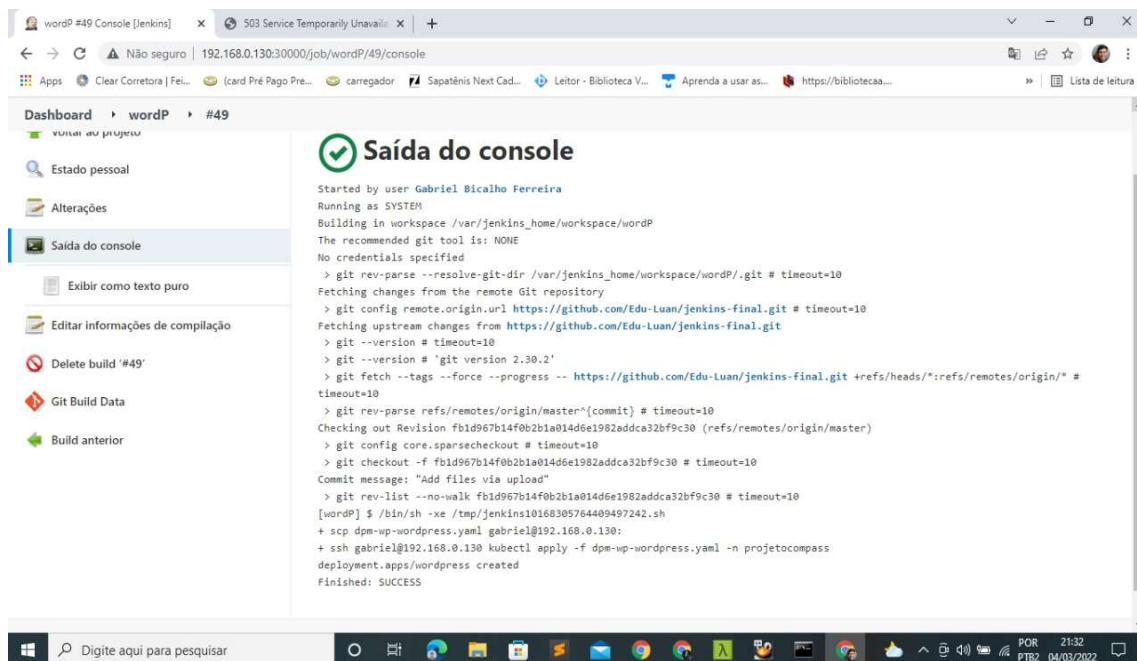 wordP #49 Console [Jenkins]
503 Service Temporarily Unavaila
Não seguro
192.168.0.130:30000/job/wordP/49/console
Apps
Clear Corretora | Fei...
(card Pré Pago Pre...
carregador
Sapatênis Next Cad...
Leitor - Biblioteca V...
Aprenda a usar as...
https://bibliotecaa....
»
Lista de leitura
Dashboard
wordP
#49
Voltar ao projeto
Estado pessoal
Alterações
Saída do console
Exibir como texto puro
Editar informações de compilação
Delete build '#49'
Git Build Data
Build anterior
Saída do console
Started by user Gabriel Bicalho Ferreira
Running as SYSTEM
Building in workspace /var/jenkins_home/workspace/wordP
The recommended git tool is: NONE
No credentials specified
> git rev-parse --resolve-git-dir /var/jenkins_home/workspace/wordP/.git # timeout=10
Fetching changes from the remote Git repository
> git config remote.origin.url https://github.com/Edu-Luan/jenkins-final.git # timeout=10
Fetching upstream changes from https://github.com/Edu-Luan/jenkins-final.git
> git --version # timeout=10
> git --version # 'git version 2.30.2'
> git fetch --tags --force --progress -- https://github.com/Edu-Luan/jenkins-final.git +refs/heads/*:refs/remotes/origin/* #
timeout=10
> git rev-parse refs/remotes/origin/master^{commit} # timeout=10
Checking out Revision fb1d967b14f0b2b1a014d6e1982addca32bf9c30 (refs/remotes/origin/master)
> git config core.sparsecheckout # timeout=10
> git checkout -f fb1d967b14f0b2b1a014d6e1982addca32bf9c30 # timeout=10
Commit message: "Add files via upload"
> git rev-list --no-walk fb1d967b14f0b2b1a014d6e1982addca32bf9c30 # timeout=10
[wordP] $ /bin/sh -xe /tmp/jenkins10168305764409497242.sh
+ scp dpm-wp-wordpress.yaml gabriel@192.168.0.130:
+ ssh gabriel@192.168.0.130 kubectl apply -f dpm-wp-wordpress.yaml -n projetocompass
deployment.apps/wordpress created
Finished: SUCCESS
Digite aqui para pesquisar
POR
PTB2
21:32
04/03/2022